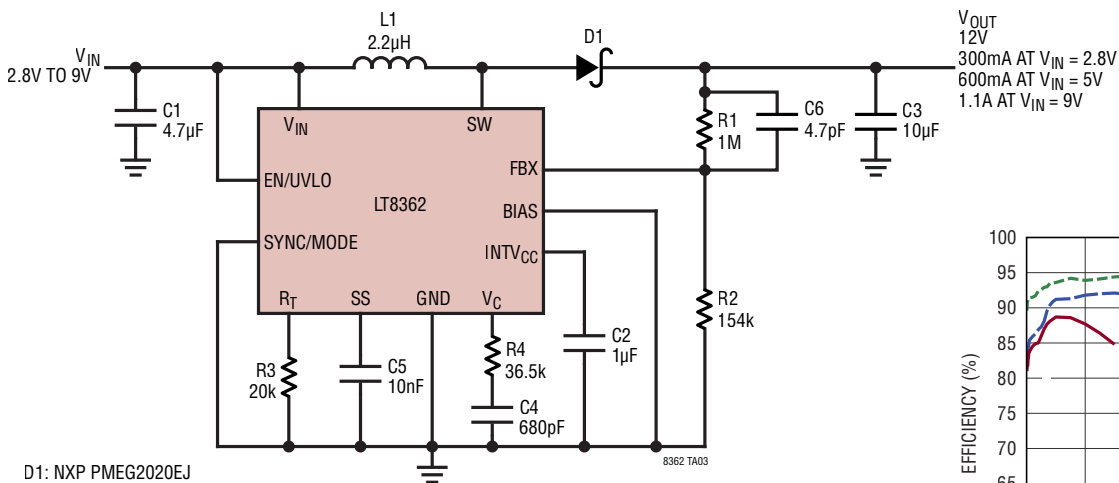 L1
2.2µH
D1
VIN
2.8V TO 9V
VOUT
12V
300mA AT VIN = 2.8V
600mA AT VIN = 5V
1.1A AT VIN = 9V
C1
4.7µF
VIN
SW
R1
1M
C6
4.7pF
C3
10µF
EN/UVLO
FBX
LT8362
BIAS
SYNC/MODE
INTVCC
RT
SS
GND
VC
R2
154k
R3
20k
C5
10nF
R4
36.5k
C4
680pF
C2
1µF
8362 TA03
D1: NXP PMEG2020EJ
100
95
90
85
80
75
70
65
EFFICIENCY (%)